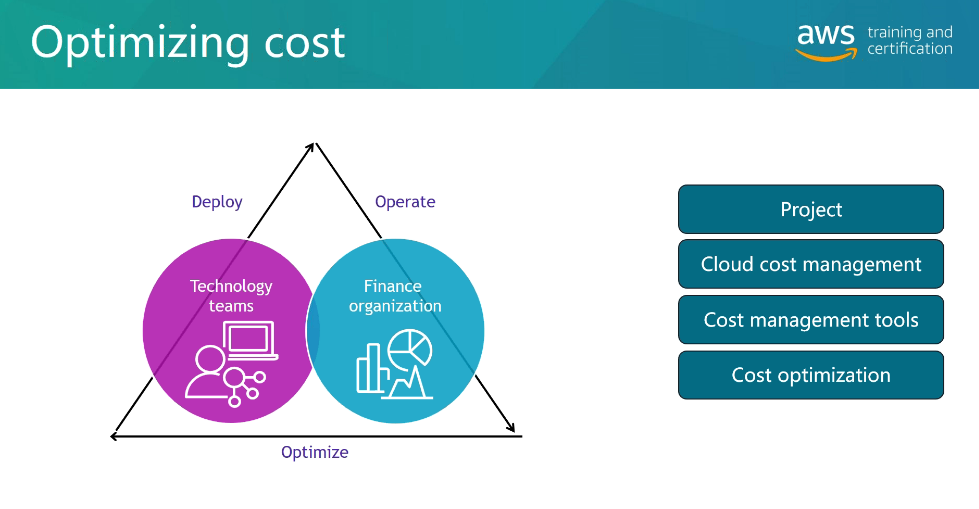 Optimizing cost
aws
training and
certification
Deploy
Operate
Technology
teams
Finance
organization
Optimize
Project
Cloud cost management
Cost management tools
Cost optimization